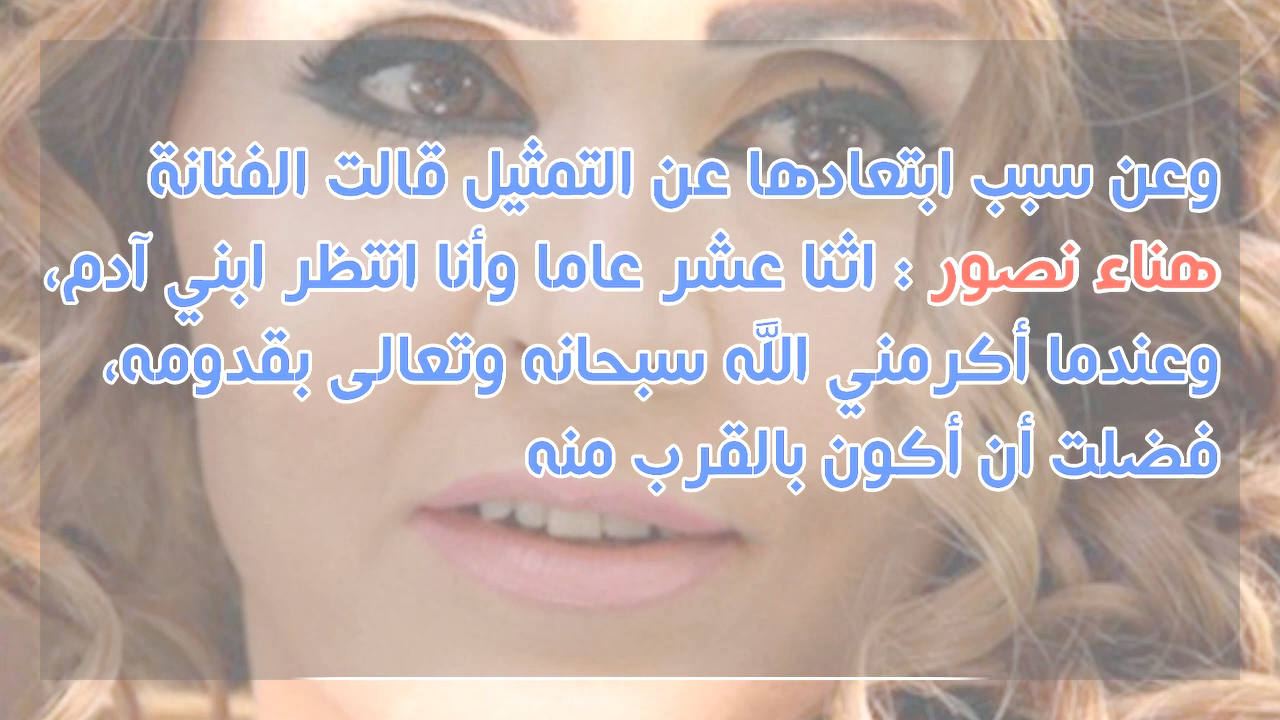 وعن سبب ابتعادها عن التمثيل قالت الفنانة
هناء نصور : اثنا عشر عاما وأنا انتظر ابني آدم،
وعندما أكرمني اللّه سبحانه وتعالى بقدومه،
فضلت أن أكون بالقرب منه